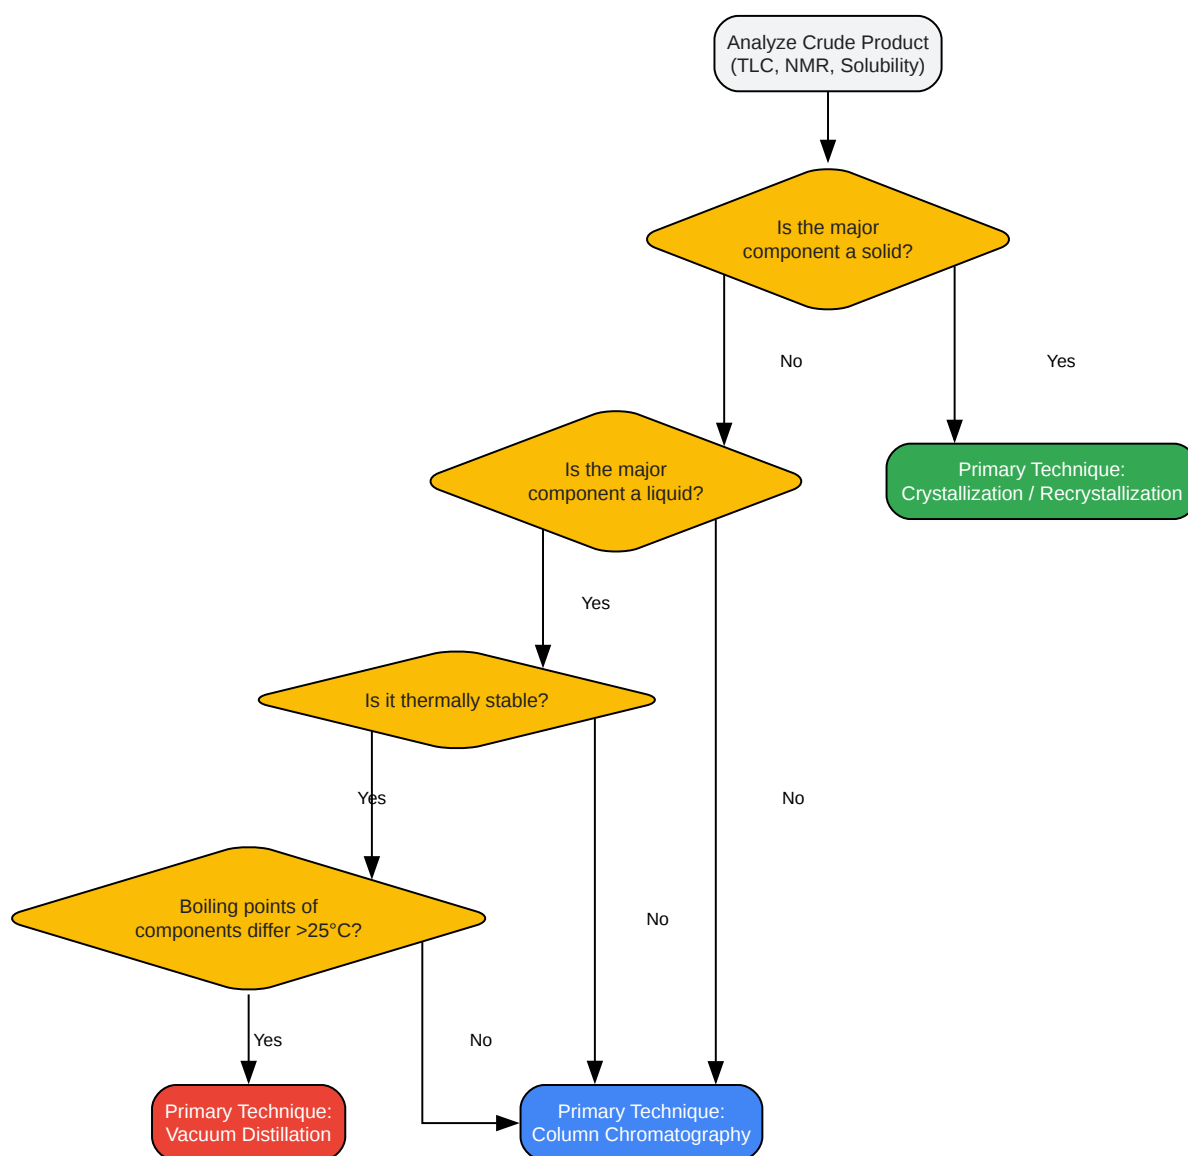 Analyze Crude Product
(TLC, NMR, Solubility)
Is the major
component a solid?
No
Yes
Is the major
component a liquid?
Primary Technique:
Crystallization / Recrystallization
Yes
Is it thermally stable?
Yes
No
Boiling points of
components differ >25°C?
No
Yes
No
Primary Technique:
Vacuum Distillation
Primary Technique:
Column Chromatography